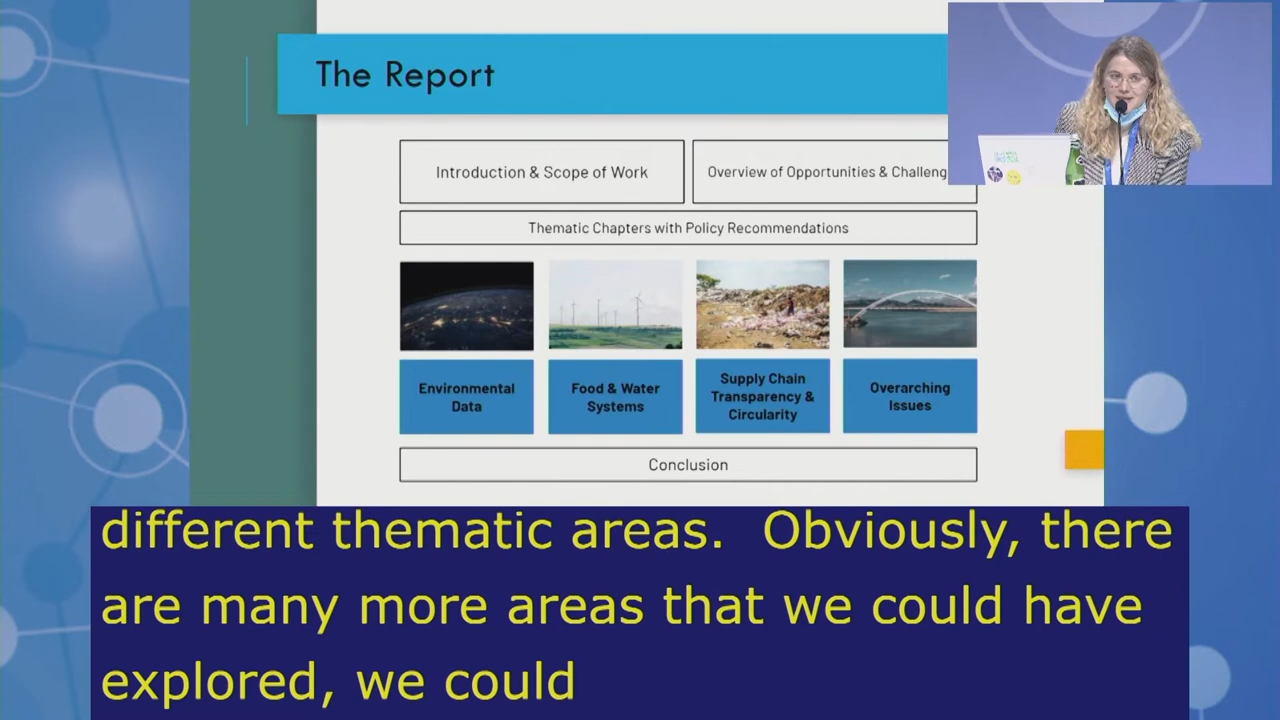 The Report
Introduction & Scope of Work
Overview of Opportunities & Challeng
Thematic Chapters with Policy Recommendations
Environmental
Data
Food & Water
Systems
Supply Chain
Transparency &
Circularity
Overarching
Issues
Conclusion
different thematic areas.  Obviously, there
are many more areas that we could have
explored, we could